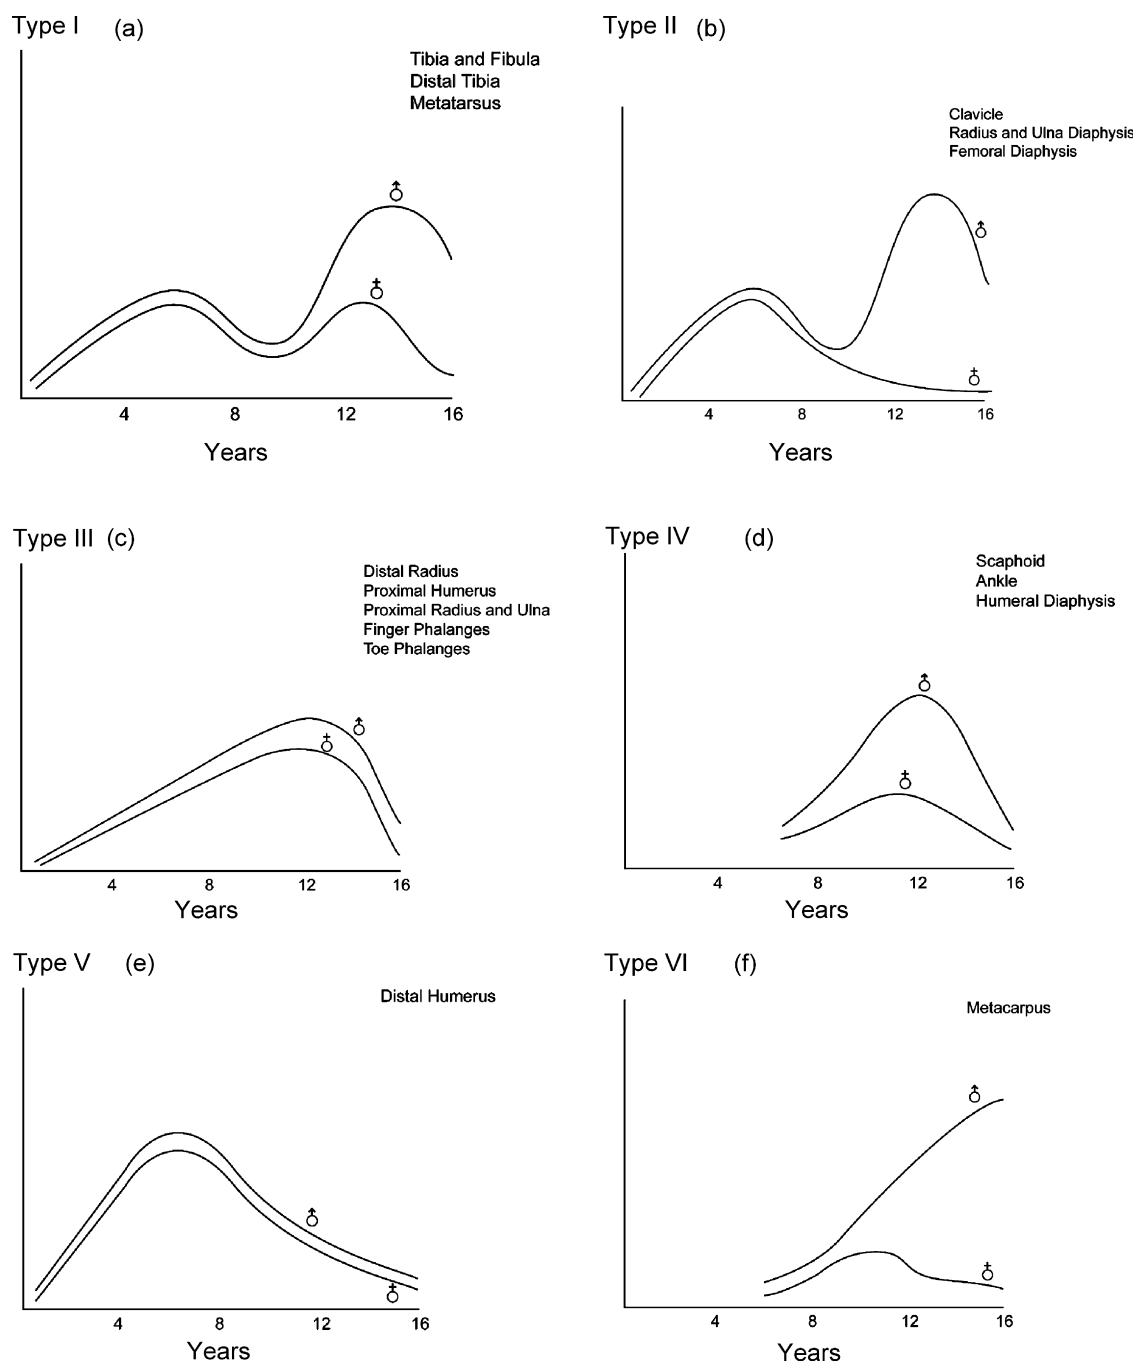 Type I (a)
Tibia and Fibula
Distal Tibia
Metatarsus
♂
♀
4 8 12 16
Years
Type II (b)
Clavicle
Radius and Ulna Diaphysis
Femoral Diaphysis
♂
♀
4 8 12 16
Years
Type III (c)
Distal Radius
Proximal Humerus
Proximal Radius and Ulna
Finger Phalanges
Toe Phalanges
♂
♀
4 8 12 16
Years
Type IV (d)
Scaphoid
Ankle
Humeral Diaphysis
♂
♀
4 8 12 16
Years
Type V (e)
Distal Humerus
♂
♀
4 8 12 16
Years
Type VI (f)
Metacarpus
♂
♀
4 8 12 16
Years